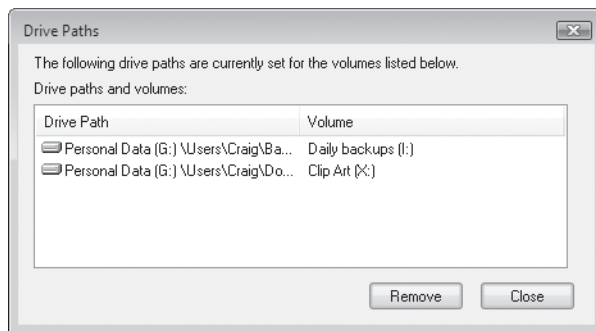 Drive Paths
The following drive paths are currently set for the volumes listed below.
Drive paths and volumes:
Drive Path Volume
Personal Data (G:) \Users\Craig\Ba... Daily backups (I:)
Personal Data (G:) \Users\Craig\Do... Clip Art (X:)
Remove Close